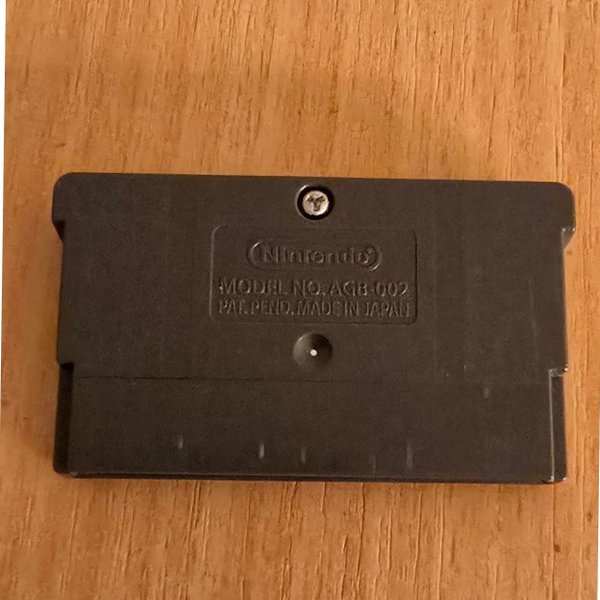 Nintendo
MODEL NO. AGB-002
PAT. PEND. MADE IN JAPAN